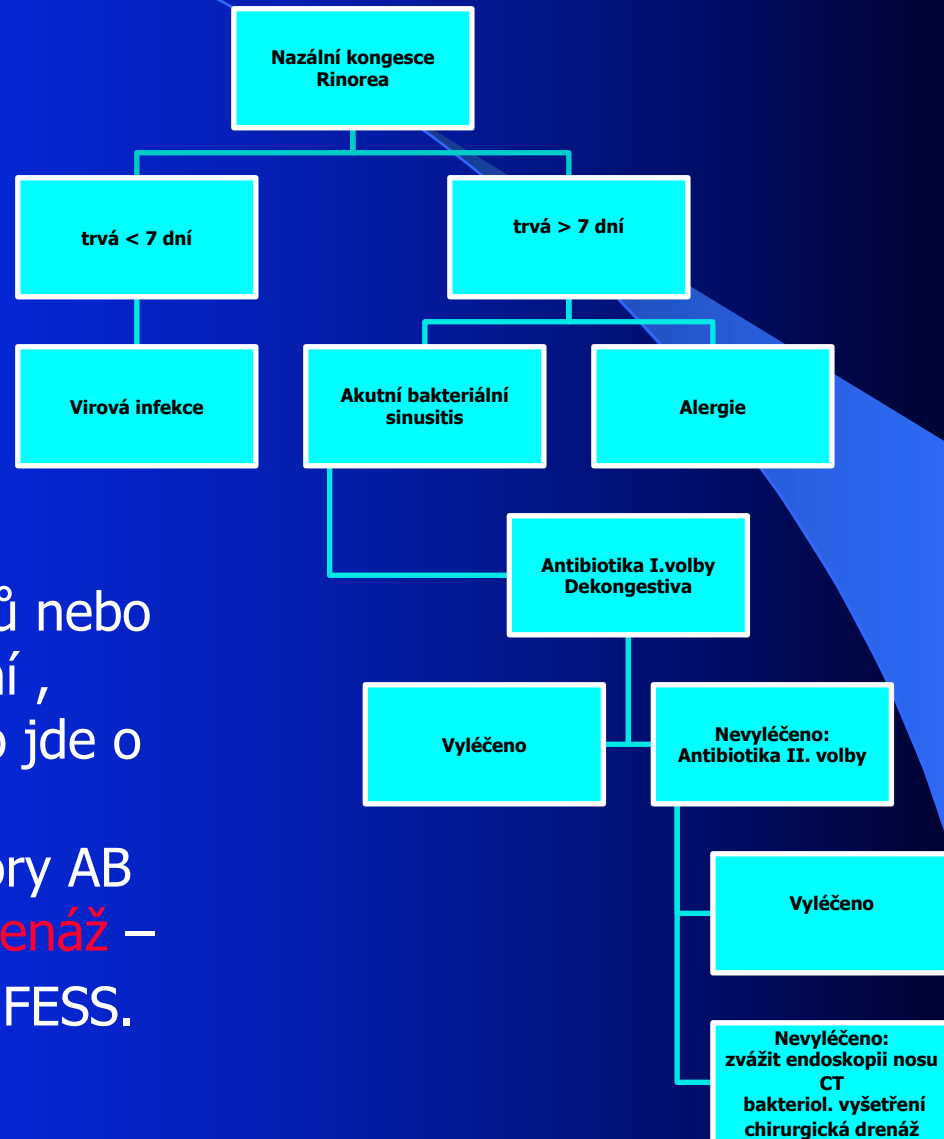 Nazální kongesce
Rinorea
trvá < 7 dní
trvá > 7 dní
Virová infekce
Akutní bakteriální
sinusitis
Alergie
Antibiotika I.volby
Dekongestiva
Vyléčeno
Nevyléčeno:
Antibiotika II. volby
Vyléčeno
Nevyléčeno:
zvážit endoskopii nosu
CT
bakteriol. vyšetření
chirurgická drenáž
ů nebo
ní ,
o jde o
ory AB
enáž –
FESS.